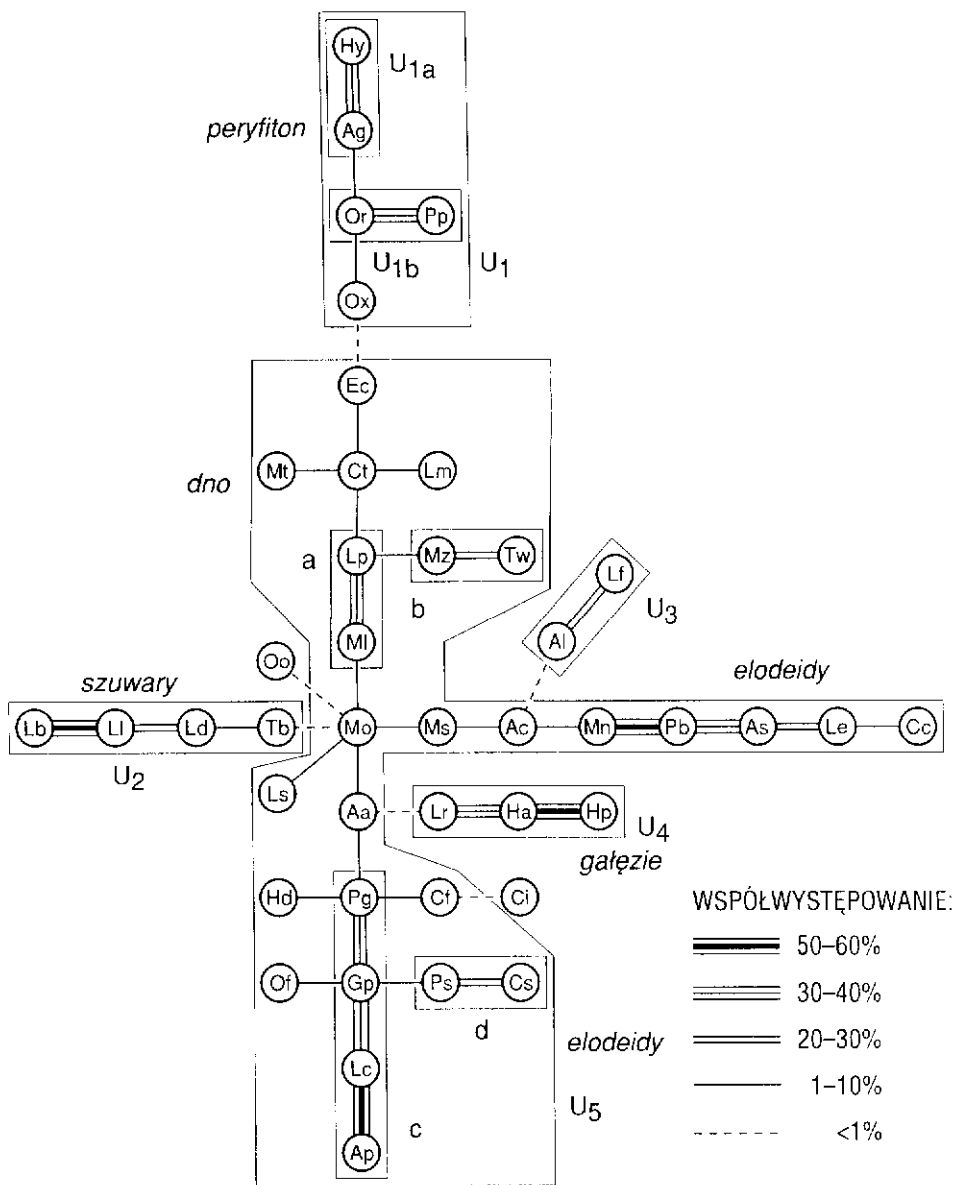 Hy
U1a
peryfiton
Ag
Or
Pp
U1b
U1
Ox
Ec
dno
Mt
Ct
Lm
a
Lp
Mz
Tw
Lf
b
Ml
Al
U3
Oo
szuwary
elodeidy
Lb
Ll
Ld
Tb
Mo
Ms
Ac
Mn
Pb
As
Le
Cc
U2
Ls
Aa
Lr
Ha
Hp
U4
gałęzie
Hd
Pg
Cf
Ci
WSPÓŁWYSTĘPOWANIE:
50–60%
Of
Gp
Ps
Cs
30–40%
d
elodeidy
20–30%
Lc
1–10%
U5
c
<1%
Ap